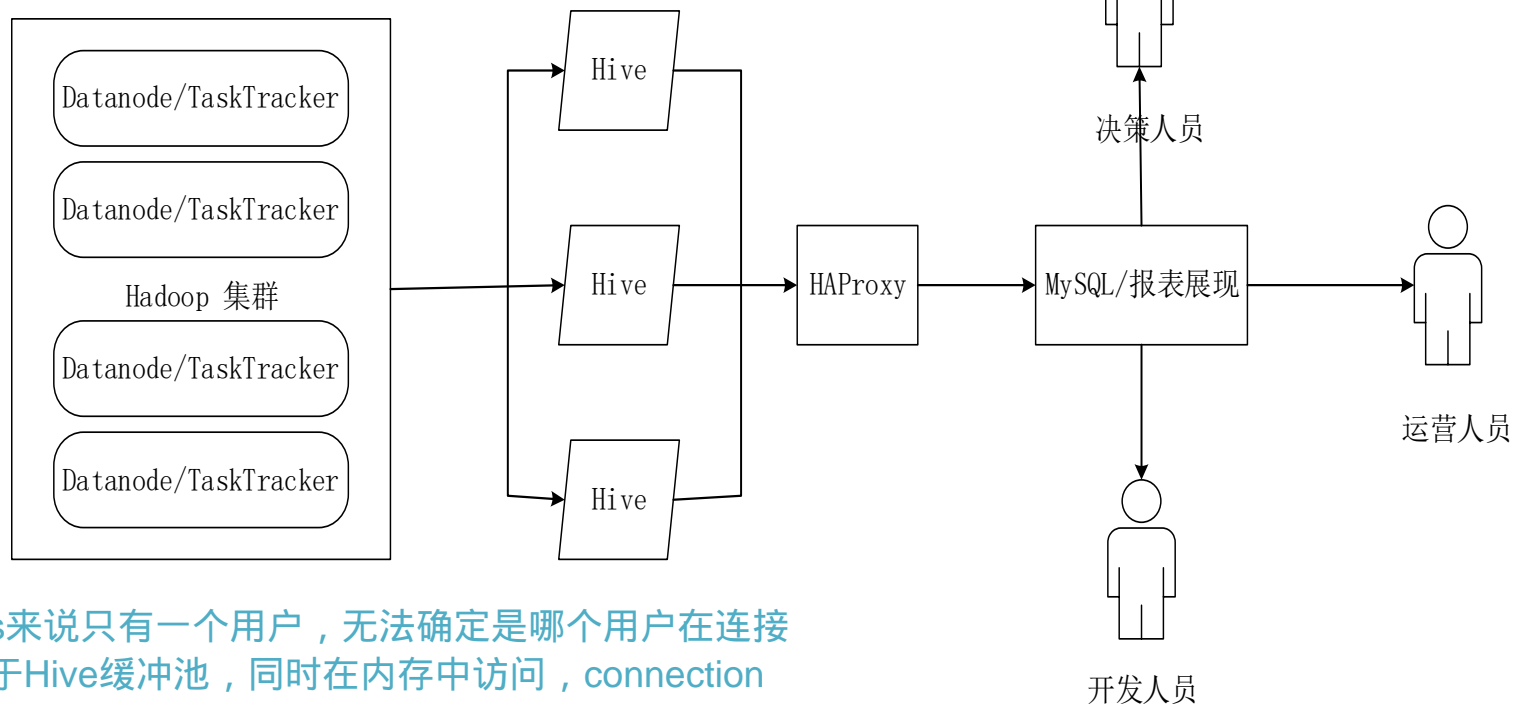 Datanode/TaskTracker
Datanode/TaskTracker
Hadoop 集群
Datanode/TaskTracker
Datanode/TaskTracker
Hive
Hive
Hive
HAProxy
MySQL/报表展现
决策人员
运营人员
开发人员
s来说只有一个用户，无法确定是哪个用户在连接
于Hive缓冲池，同时在内存中访问，connection